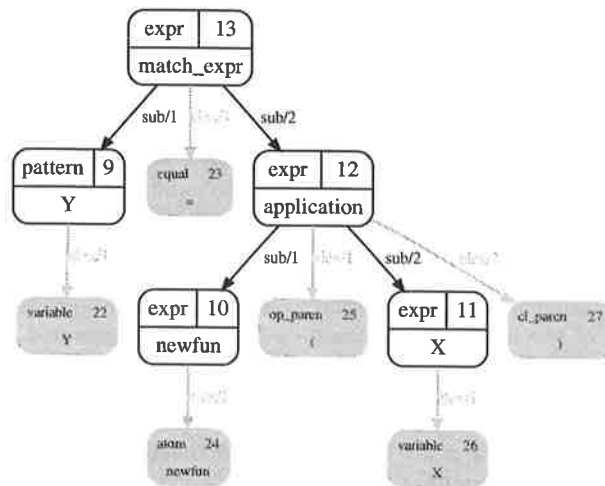 expr 13
match_expr
sub/1 sub/2
pattern 9
Y
equal 23
=
expr 12
application
sub/1 sub/2
variable 22
Y
expr 10
newfun
op_paren 25
(
expr 11
X
cl_paren 27
)
atom 24
newfun
variable 26
X